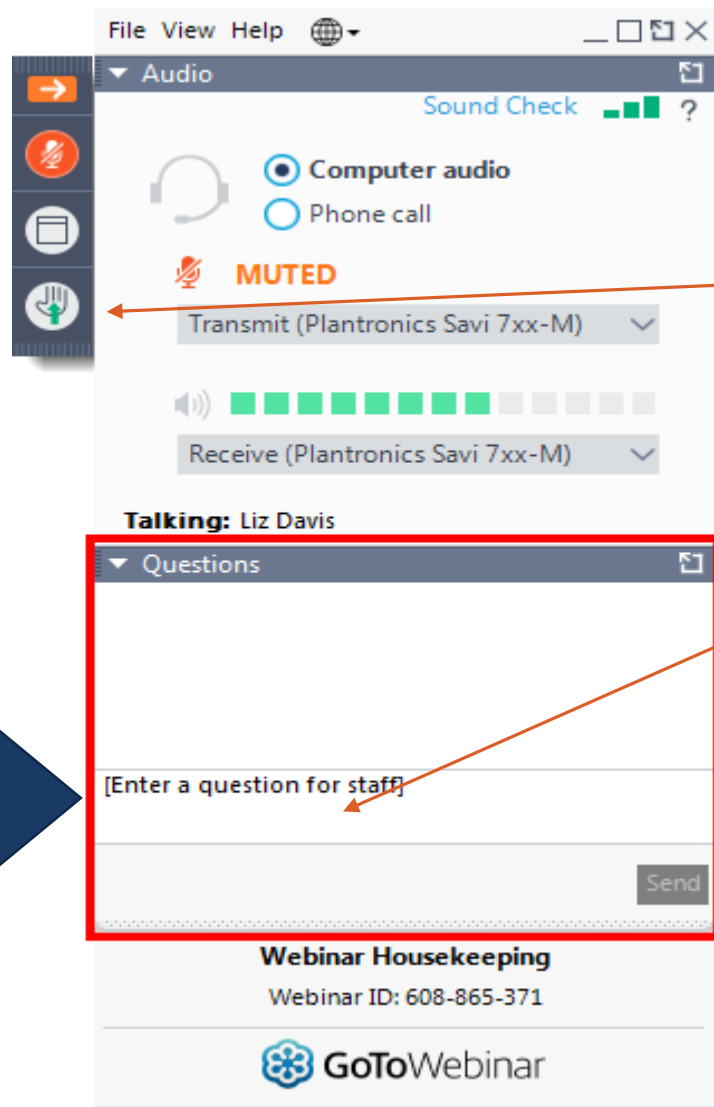 File View Help
Audio
Sound Check ?
Computer audio
Phone call
MUTED
Transmit (Plantronics Savi 7xx-M)
Receive (Plantronics Savi 7xx-M)
Talking: Liz Davis
Questions
[Enter a question for staff]
Send
Webinar Housekeeping
Webinar ID: 608-865-371
GoToWebinar